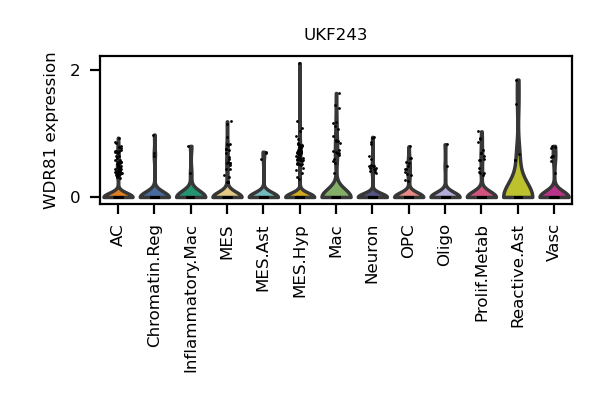 UKF243
WDR81 expression
2
0
AC
Chromatin.Reg
Inflammatory.Mac
MES
MES.Ast
MES.Hyp
Mac
Neuron
OPC
Oligo
Prolif.Metab
Reactive.Ast
Vasc